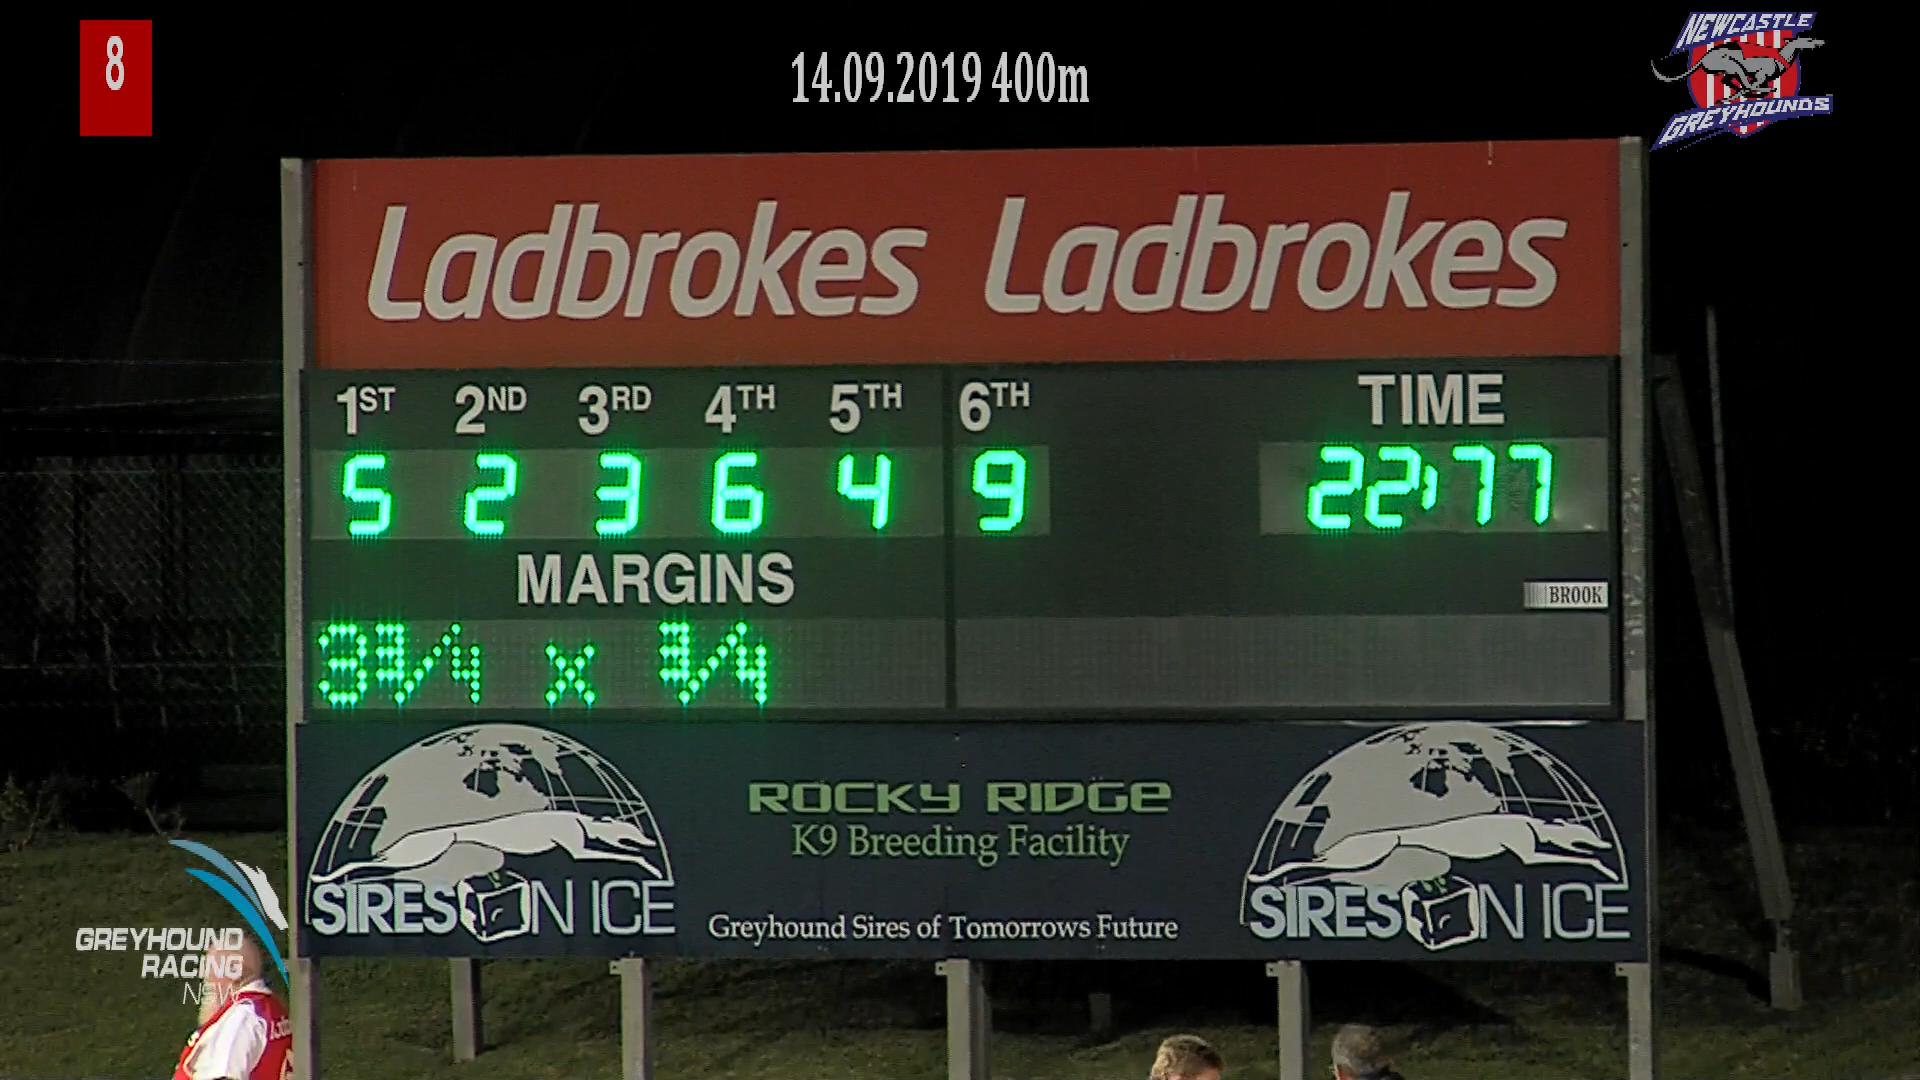 8
14.09.2019 400m
NEWCASTLE
GREYHOUNDS
Ladbrokes Ladbrokes
1ST 2ND 3RD 4TH 5TH 6TH TIME
5 2 3 6 4 9 22:77
MARGINS
BROOK
3 3/4 x 3/4
ROCKY RIDGE
K9 Breeding Facility
SIRES ON ICE
Greyhound Sires of Tomorrows Future
SIRES ON ICE
GREYHOUND
RACING
NSW